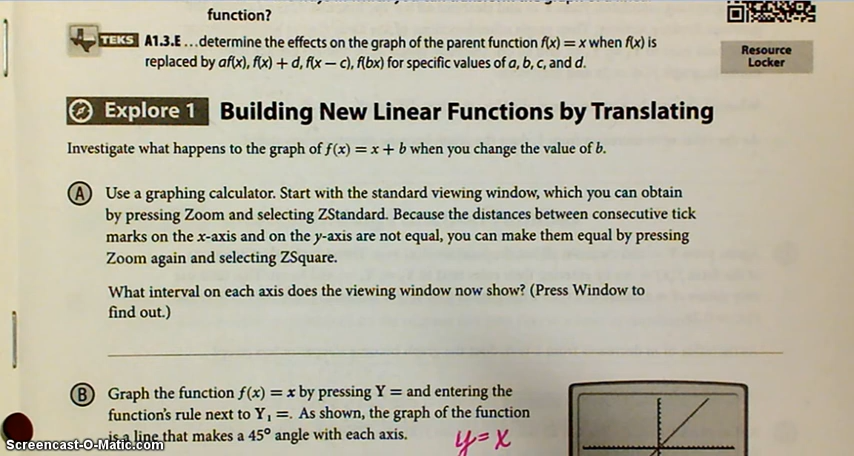 function?
TEKS A1.3.E ...determine the effects on the graph of the parent function f(x) = x when f(x) is
replaced by af(x), f(x) + d, f(x − c), f(bx) for specific values of a, b, c, and d.
Resource
Locker
Explore 1 Building New Linear Functions by Translating
Investigate what happens to the graph of f(x) = x + b when you change the value of b.
A Use a graphing calculator. Start with the standard viewing window, which you can obtain
by pressing Zoom and selecting ZStandard. Because the distances between consecutive tick
marks on the x-axis and on the y-axis are not equal, you can make them equal by pressing
Zoom again and selecting ZSquare.
What interval on each axis does the viewing window now show? (Press Window to
find out.)
B Graph the function f(x) = x by pressing Y = and entering the
function's rule next to Y₁ =. As shown, the graph of the function
is a line that makes a 45° angle with each axis.
y=x
Screencast-O-Matic.com